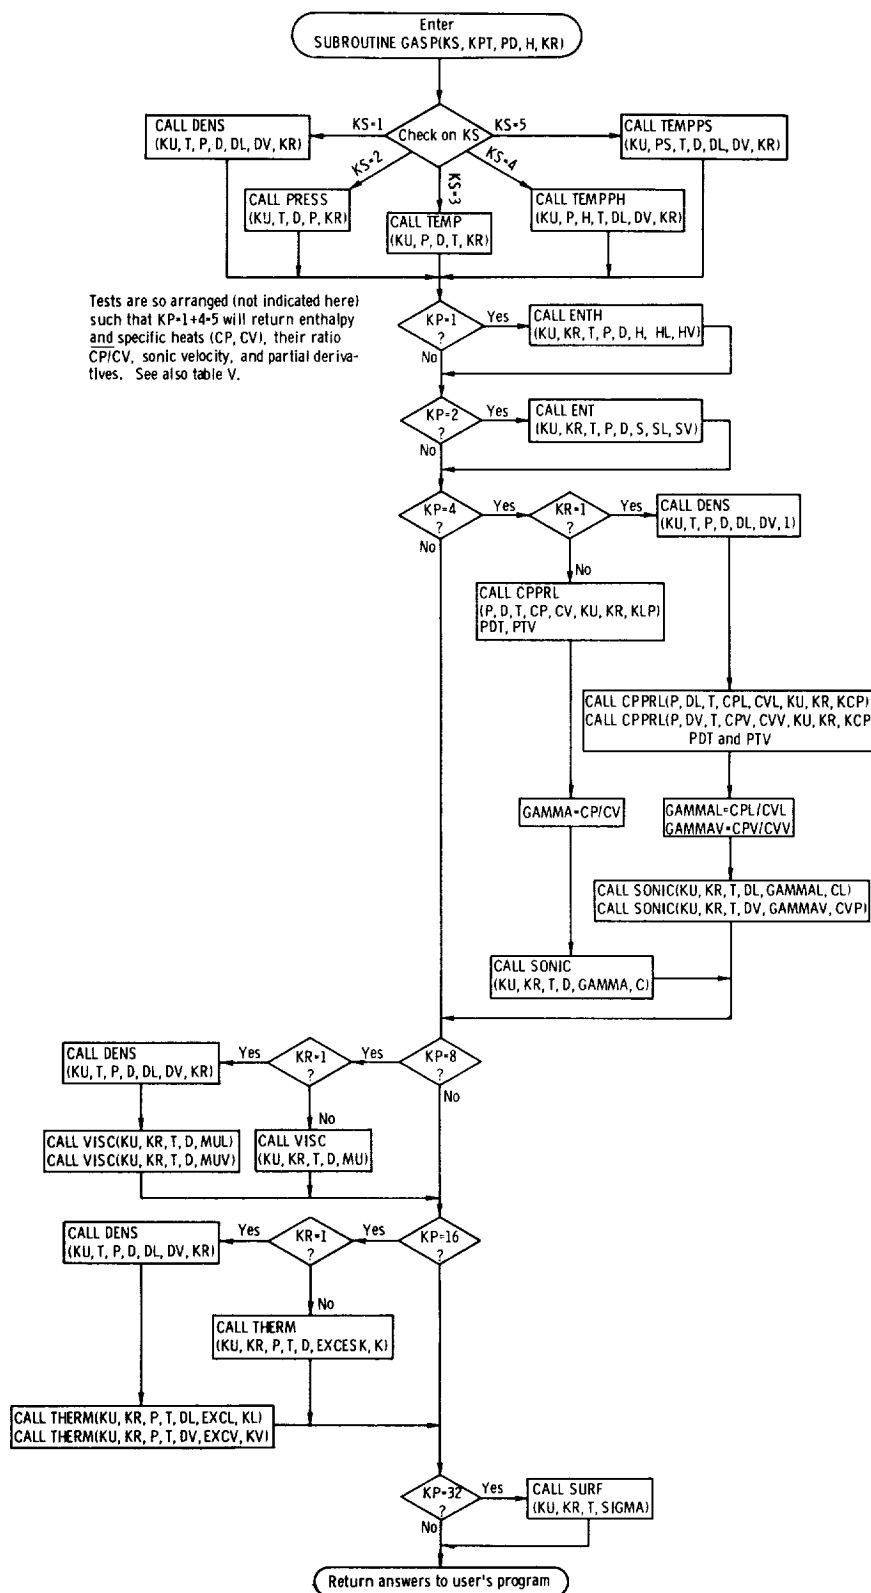 Enter
SUBROUTINE GASP(KS, KPT, PD, H, KR)
CALL DENS
(KU, T, P, D, DL, DV, KR)
KS=1
Check on KS
KS=5
CALL TEMPPS
(KU, PS, T, D, DL, DV, KR)
KS=2
KS=3
KS=4
CALL PRESS
(KU, T, D, P, KR)
CALL TEMP
(KU, P, D, T, KR)
CALL TEMPPH
(KU, P, H, T, DL, DV, KR)
Tests are so arranged (not indicated here)
such that KP=1+4=5 will return enthalpy
and specific heats (CP, CV), their ratio
CP/CV, sonic velocity, and partial deriva-
tives. See also table V.
KP=1
?
Yes
No
CALL ENTH
(KU, KR, T, P, D, H, HL, HV)
KP=2
?
Yes
No
CALL ENT
(KU, KR, T, P, D, S, SL, SV)
KP=4
?
Yes
No
KR=1
?
Yes
No
CALL DENS
(KU, T, P, D, DL, DV, 1)
CALL CPPRL
(P, D, T, CP, CV, KU, KR, KLP)
PDT, PTV
CALL CPPRL(P, DL, T, CPL, CVL, KU, KR, KCP)
CALL CPPRL(P, DV, T, CPV, CVV, KU, KR, KCP
PDT and PTV
GAMMA=CP/CV
GAMMAL=CPL/CVL
GAMMAV=CPV/CVV
CALL SONIC(KU, KR, T, DL, GAMMAL, CL)
CALL SONIC(KU, KR, T, DV, GAMMAV, CVP)
CALL SONIC
(KU, KR, T, D, GAMMA, C)
CALL DENS
(KU, T, P, D, DL, DV, KR)
Yes
KR=1
?
Yes
KP=8
?
No
No
CALL VISC(KU, KR, T, D, MUL)
CALL VISC(KU, KR, T, D, MUV)
CALL VISC
(KU, KR, T, D, MU)
CALL DENS
(KU, T, P, D, DL, DV, KR)
Yes
KR=1
?
Yes
KP=16
?
No
CALL THERM
(KU, KR, P, T, D, EXCESK, K)
CALL THERM(KU, KR, P, T, DL, EXCL, KL)
CALL THERM(KU, KR, P, T, DV, EXCV, KV)
KP=32
?
Yes
No
CALL SURF
(KU, KR, T, SIGMA)
Return answers to user's program